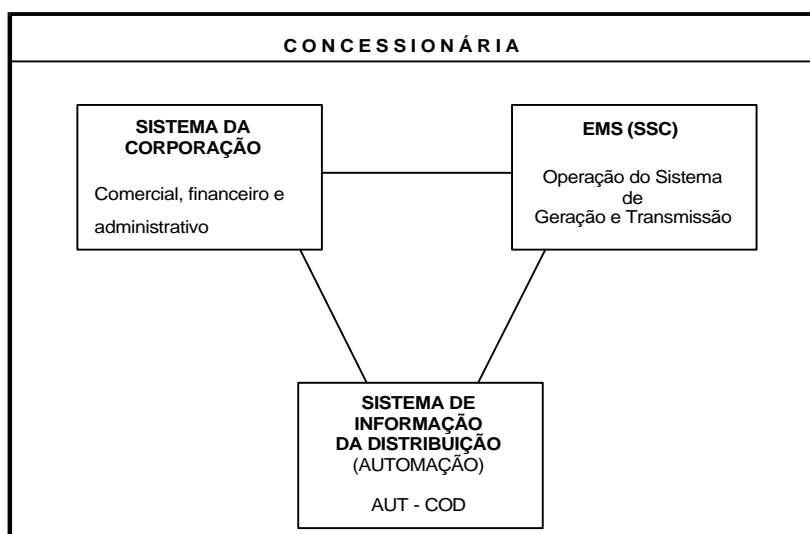 CONCESSIONÁRIA
SISTEMA DA
CORPORAÇÃO
Comercial, financeiro e
administrativo
EMS (SSC)
Operação do Sistema
de
Geração e Transmissão
SISTEMA DE
INFORMAÇÃO
DA DISTRIBUIÇÃO
(AUTOMAÇÃO)
AUT - COD